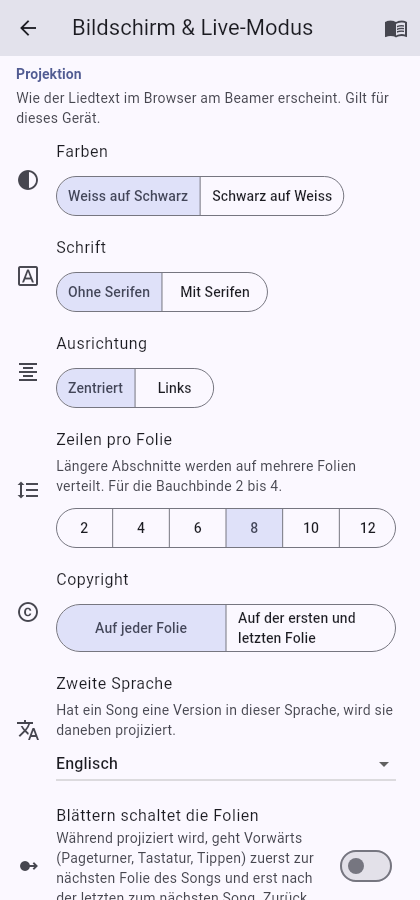 Bildschirm & Live-Modus
Projektion
Wie der Liedtext im Browser am Beamer erscheint. Gilt für
dieses Gerät.
Farben
Weiss auf Schwarz
Schwarz auf Weiss
Schrift
Ohne Serifen
Mit Serifen
Ausrichtung
Zentriert
Links
Zeilen pro Folie
Längere Abschnitte werden auf mehrere Folien
verteilt. Für die Bauchbinde 2 bis 4.
2
4
6
8
10
12
Copyright
Auf jeder Folie
Auf der ersten und
letzten Folie
Zweite Sprache
Hat ein Song eine Version in dieser Sprache, wird sie
daneben projiziert.
Englisch
Blättern schaltet die Folien
Während projiziert wird, geht Vorwärts
(Pageturner, Tastatur, Tippen) zuerst zur
nächsten Folie des Songs und erst nach
der letzten zum nächsten Song. Zurück